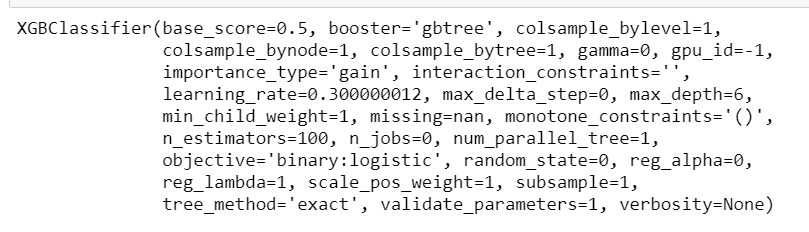 XGBClassifier(base_score=0.5, booster='gbtree', colsample_bylevel=1,
colsample_bynode=1, colsample_bytree=1, gamma=0, gpu_id=-1,
importance_type='gain', interaction_constraints='',
learning_rate=0.300000012, max_delta_step=0, max_depth=6,
min_child_weight=1, missing=nan, monotone_constraints='()',
n_estimators=100, n_jobs=0, num_parallel_tree=1,
objective='binary:logistic', random_state=0, reg_alpha=0,
reg_lambda=1, scale_pos_weight=1, subsample=1,
tree_method='exact', validate_parameters=1, verbosity=None)